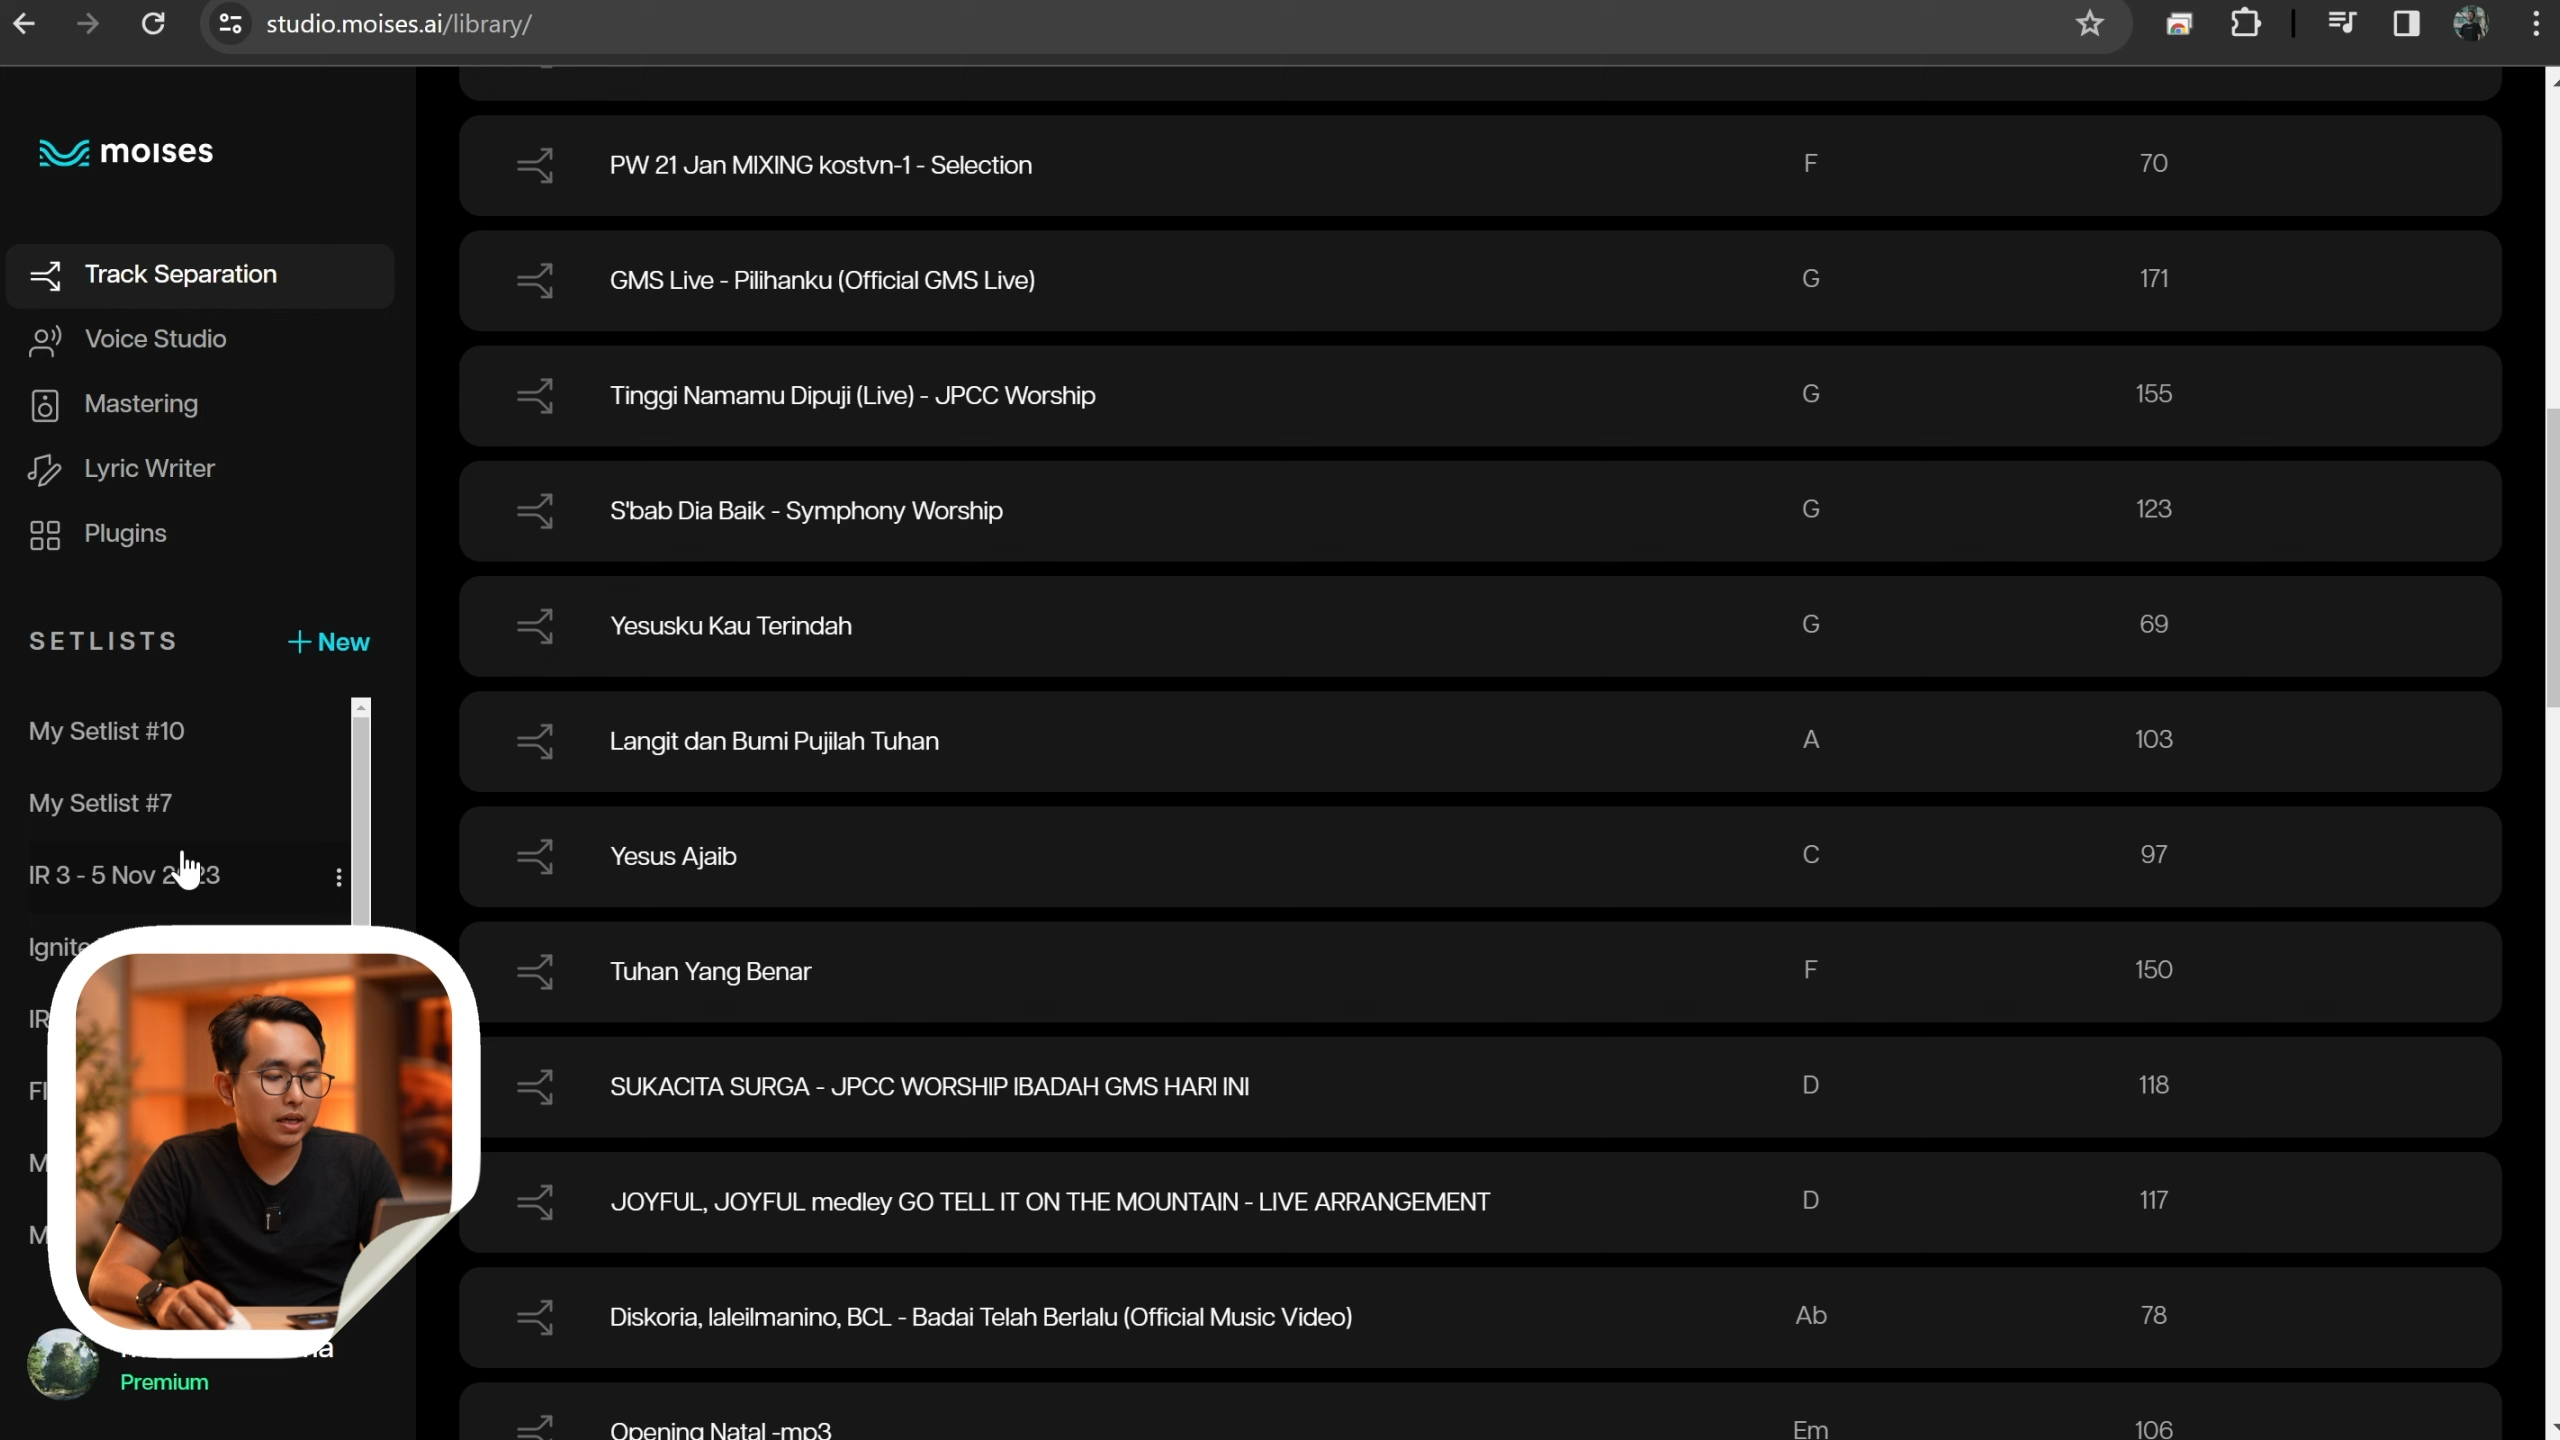 studio.moises.ai/library/
moises
Track Separation
Voice Studio
Mastering
Lyric Writer
Plugins
SETLISTS
New
My Setlist #10
My Setlist #7
IR 3 - 5 Nov
Premium
PW 21 Jan MIXING kostvn-1 - Selection F 70
GMS Live - Pilihanku (Official GMS Live) G 171
Tinggi Namamu Dipuji (Live) - JPCC Worship G 155
S'bab Dia Baik - Symphony Worship G 123
Yesusku Kau Terindah G 69
Langit dan Bumi Pujilah Tuhan A 103
Yesus Ajaib C 97
Tuhan Yang Benar F 150
SUKACITA SURGA - JPCC WORSHIP IBADAH GMS HARI INI D 118
JOYFUL, JOYFUL medley GO TELL IT ON THE MOUNTAIN - LIVE ARRANGEMENT D 117
Diskoria, laleilmanino, BCL - Badai Telah Berlalu (Official Music Video) Ab 78
Opening Natal -mp3 Em 106